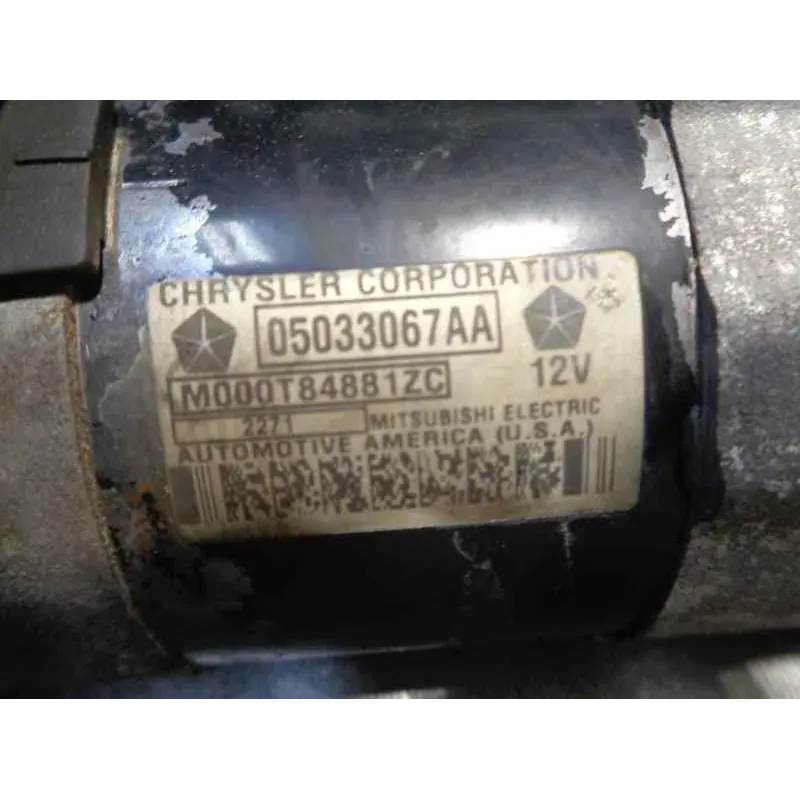 CHRYSLER CORPORATION
05033067AA
M000T84881ZC 12V
2271 MITSUBISHI ELECTRIC
AUTOMOTIVE AMERICA (U.S.A.)